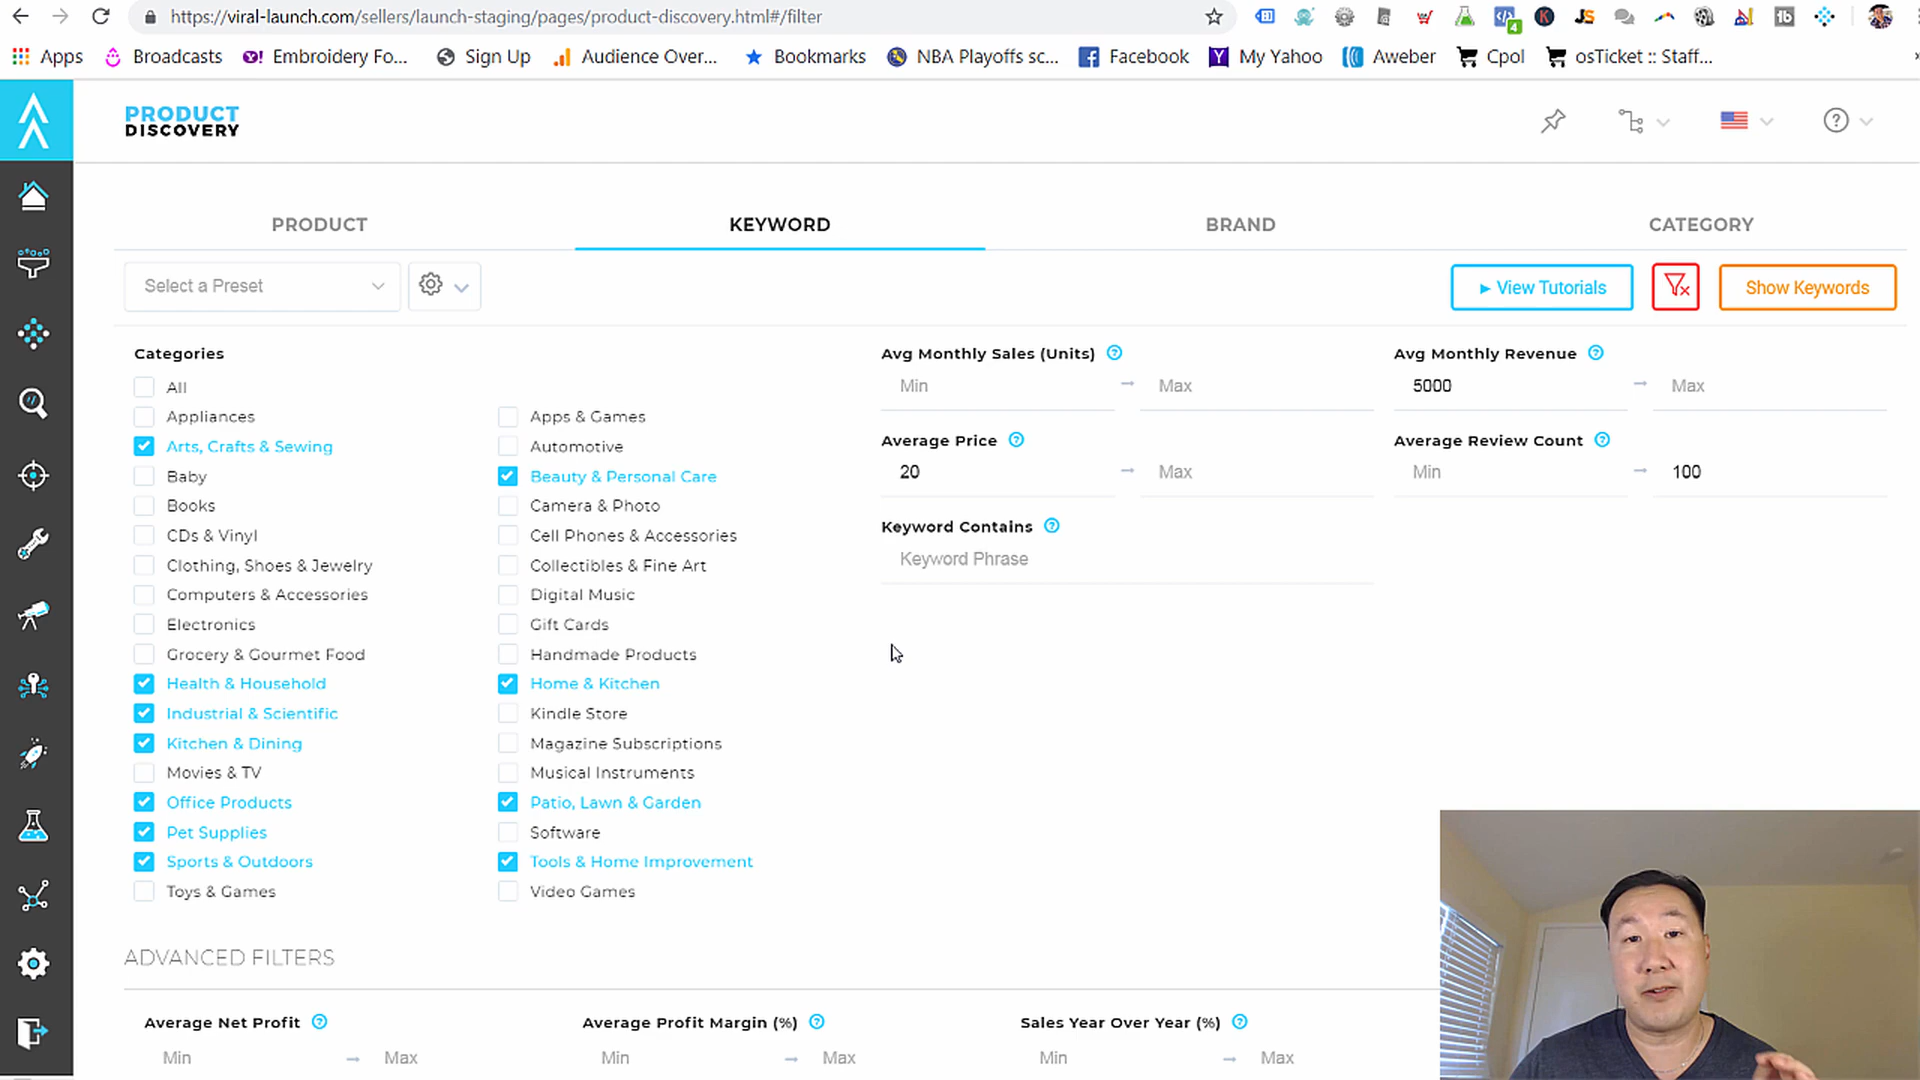 https://viral-launch.com/sellers/launch-staging/pages/product-discovery.html#/filter
4
JS
1b
Apps
Broadcasts
Embroidery Fo...
Sign Up
Audience Over...
Bookmarks
NBA Playoffs sc...
Facebook
My Yahoo
Aweber
Cpol
osTicket :: Staff...
PRODUCT
DISCOVERY
PRODUCT
KEYWORD
BRAND
CATEGORY
Select a Preset
View Tutorials
Show Keywords
Categories
All
Appliances
Apps & Games
Arts, Crafts & Sewing
Automotive
Baby
Beauty & Personal Care
Books
Camera & Photo
CDs & Vinyl
Cell Phones & Accessories
Clothing, Shoes & Jewelry
Collectibles & Fine Art
Computers & Accessories
Digital Music
Electronics
Gift Cards
Grocery & Gourmet Food
Handmade Products
Health & Household
Home & Kitchen
Industrial & Scientific
Kindle Store
Kitchen & Dining
Magazine Subscriptions
Movies & TV
Musical Instruments
Office Products
Patio, Lawn & Garden
Pet Supplies
Software
Sports & Outdoors
Tools & Home Improvement
Toys & Games
Video Games
Avg Monthly Sales (Units)
Min
Max
Avg Monthly Revenue
5000
Max
Average Price
20
Max
Average Review Count
Min
100
Keyword Contains
Keyword Phrase
ADVANCED FILTERS
Average Net Profit
Min
Max
Average Profit Margin (%)
Min
Max
Sales Year Over Year (%)
Min
Max